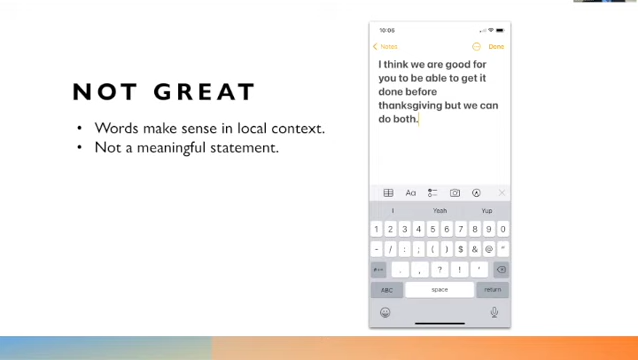 NOT GREAT
• Words make sense in local context.
• Not a meaningful statement.
10:05
Notes
Done
I think we are good for
you to be able to get it
done before
thanksgiving but we can
do both.
Aa
I Yeah Yup
1 2 3 4 5 6 7 8 9 0
- / : ; ( ) $ & @ "
#+= . , ? ! '
ABC space return